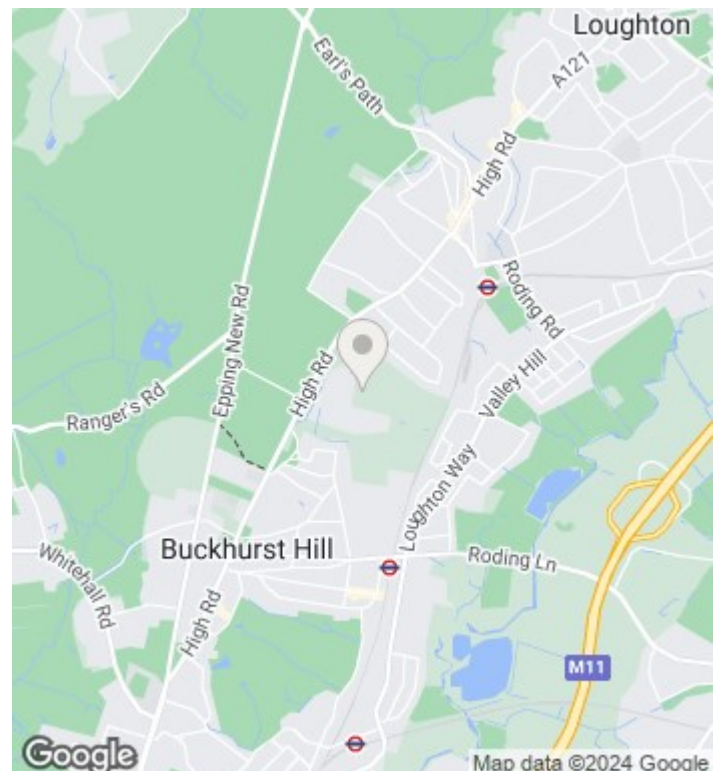 Loughton
Earl's Path
A121
High Rd
Roding Rd
Epping New Rd
High Rd
Valley Hill
Ranger's Rd
Loughton Way
Buckhurst Hill
Roding Ln
Whitehall Rd
High Rd
M11
Google
Map data ©2024 Google